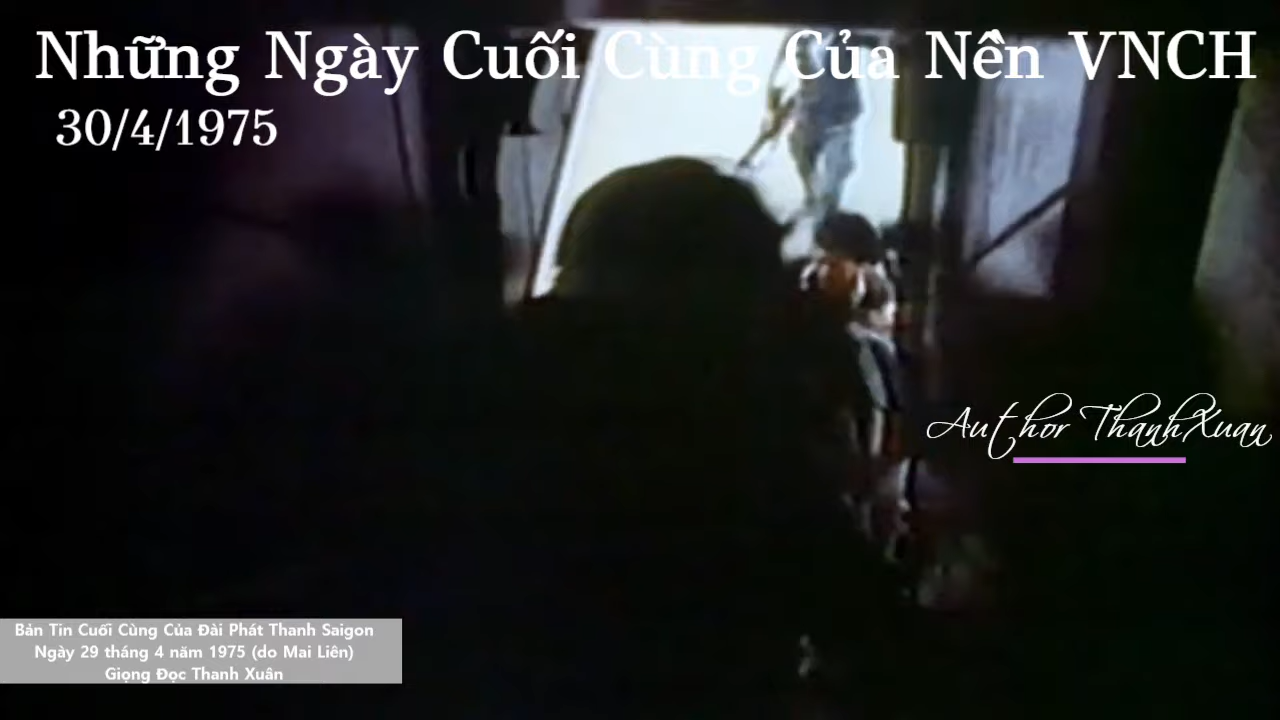 Những Ngày Cuối Cùng Của Nền VNCH
30/4/1975
Author ThanhXuan
Bản Tin Cuối Cùng Của Đài Phát Thanh Saigon
Ngày 29 tháng 4 năm 1975 (do Mai Liên)
Giọng Đọc Thanh Xuân